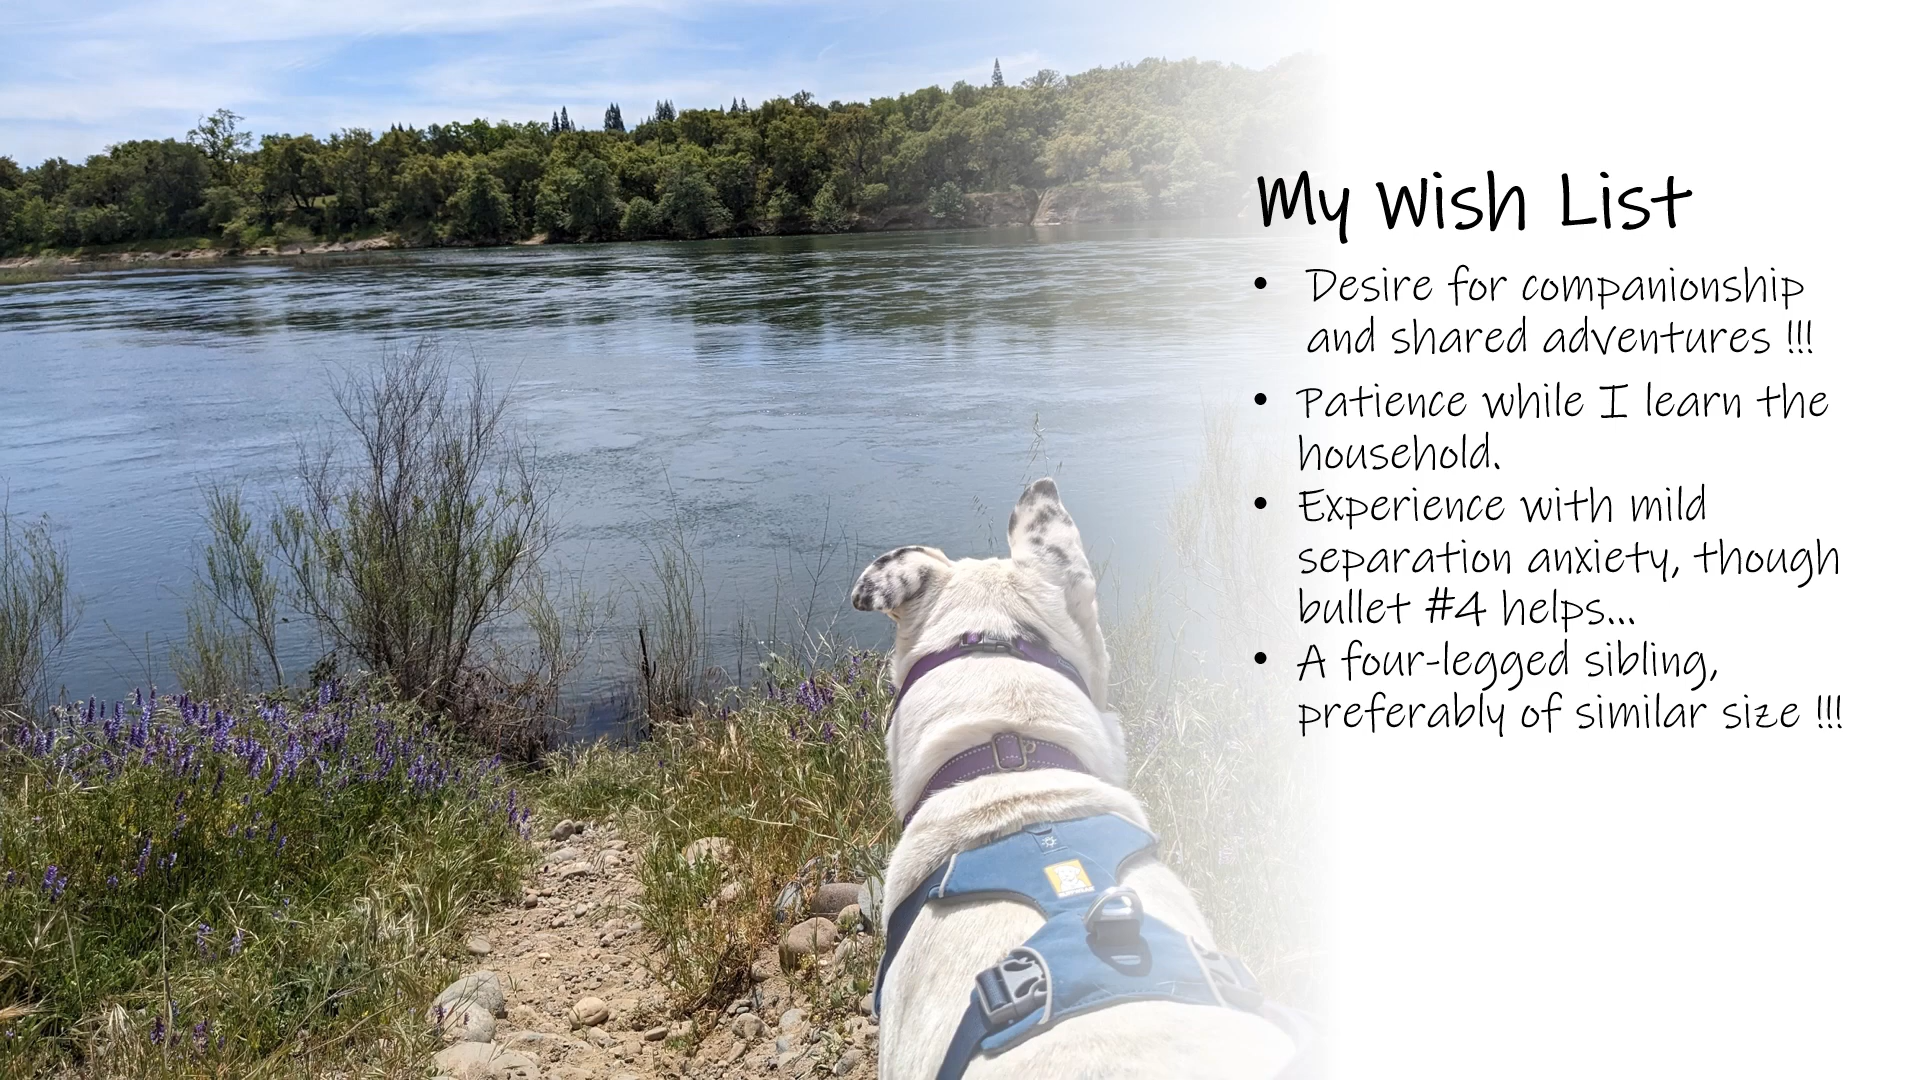 My Wish List
• Desire for companionship
and shared adventures !!!
• Patience while I learn the
household.
• Experience with mild
separation anxiety, though
bullet #4 helps...
• A four-legged sibling,
preferably of similar size !!!